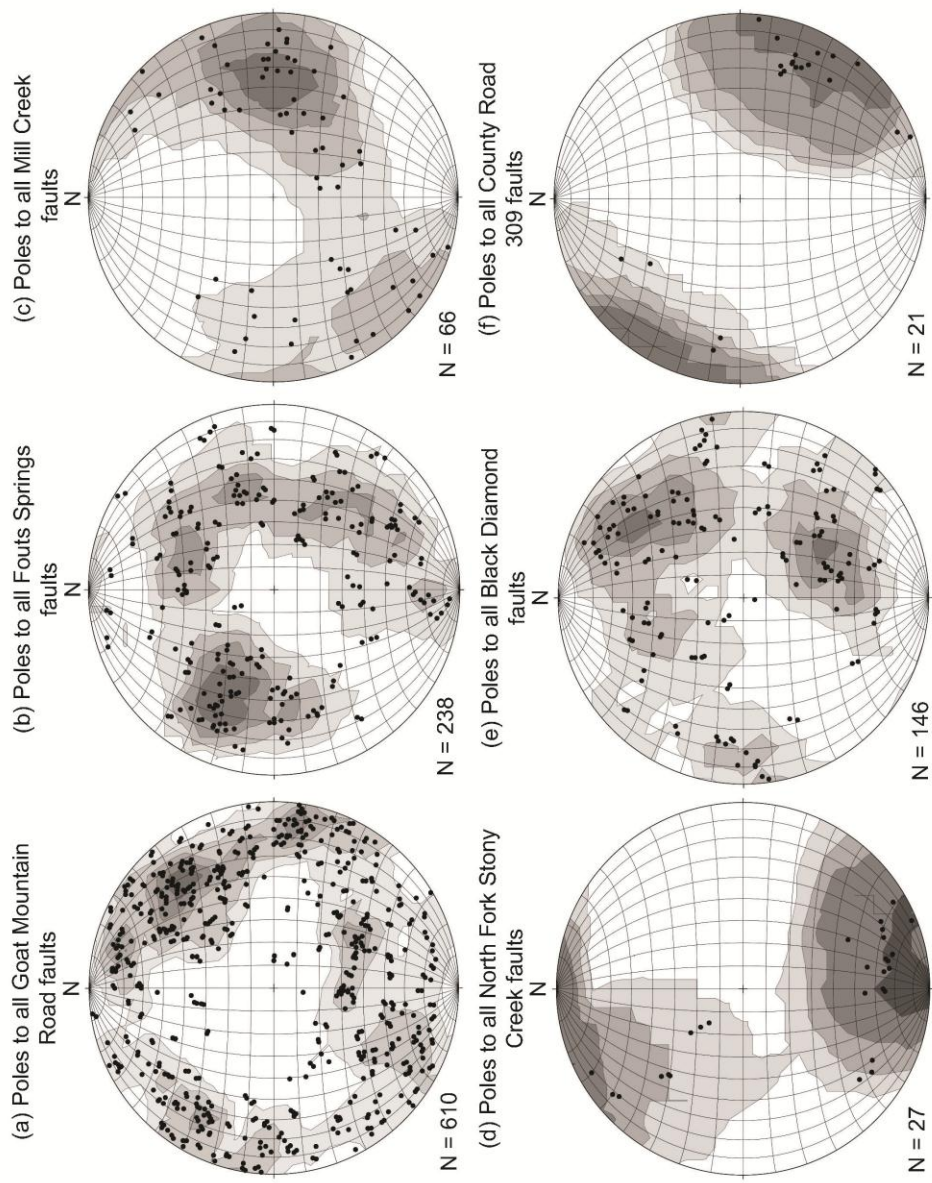 (a) Poles to all Goat Mountain
Road faults
N
N = 610
(b) Poles to all Fouts Springs
faults
N
N = 238
(c) Poles to all Mill Creek
faults
N
N = 66
(d) Poles to all North Fork Stony
Creek faults
N
N = 27
(e) Poles to all Black Diamond
faults
N
N = 146
(f) Poles to all County Road
309 faults
N
N = 21